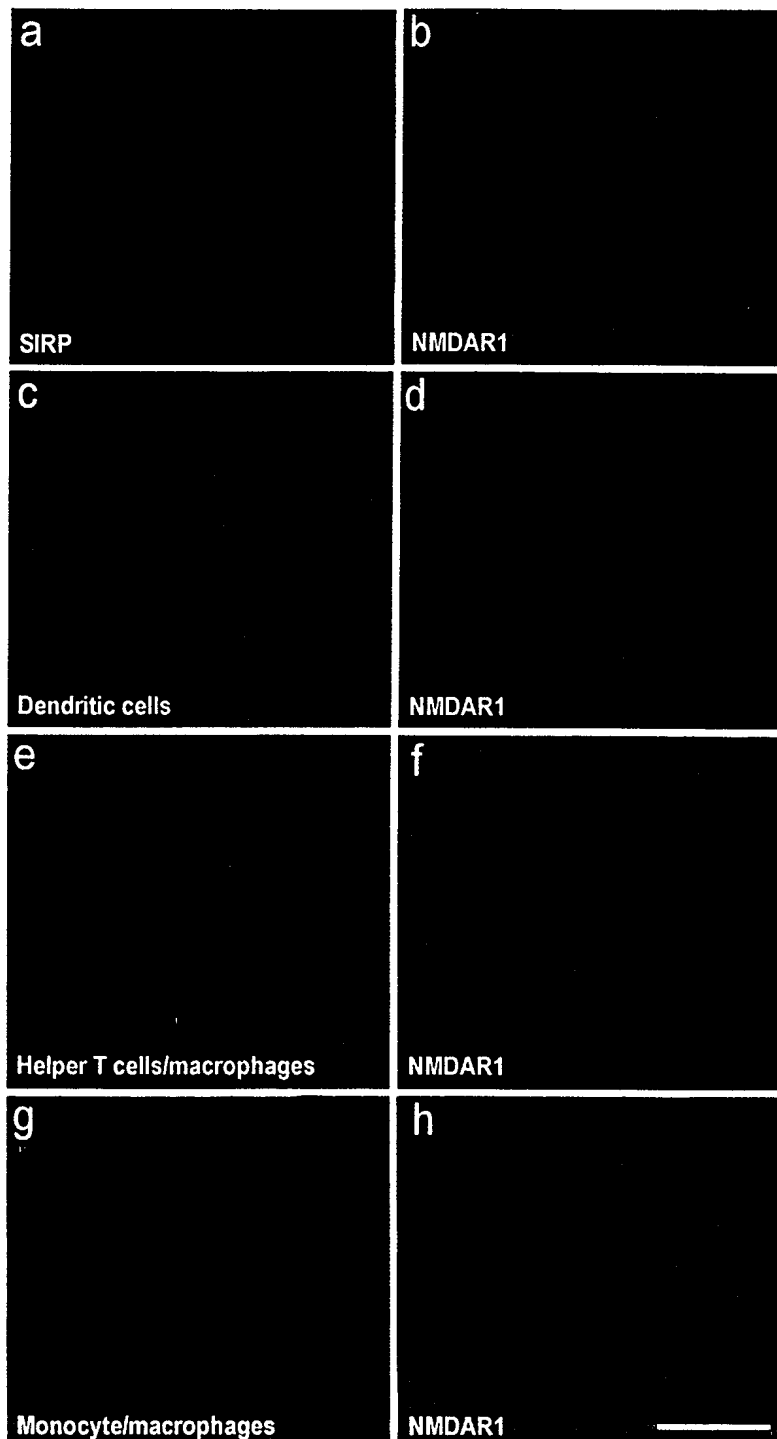 a
b
SIRP
NMDAR1
c
d
Dendritic cells
NMDAR1
e
f
Helper T cells/macrophages
NMDAR1
g
h
Monocyte/macrophages
NMDAR1